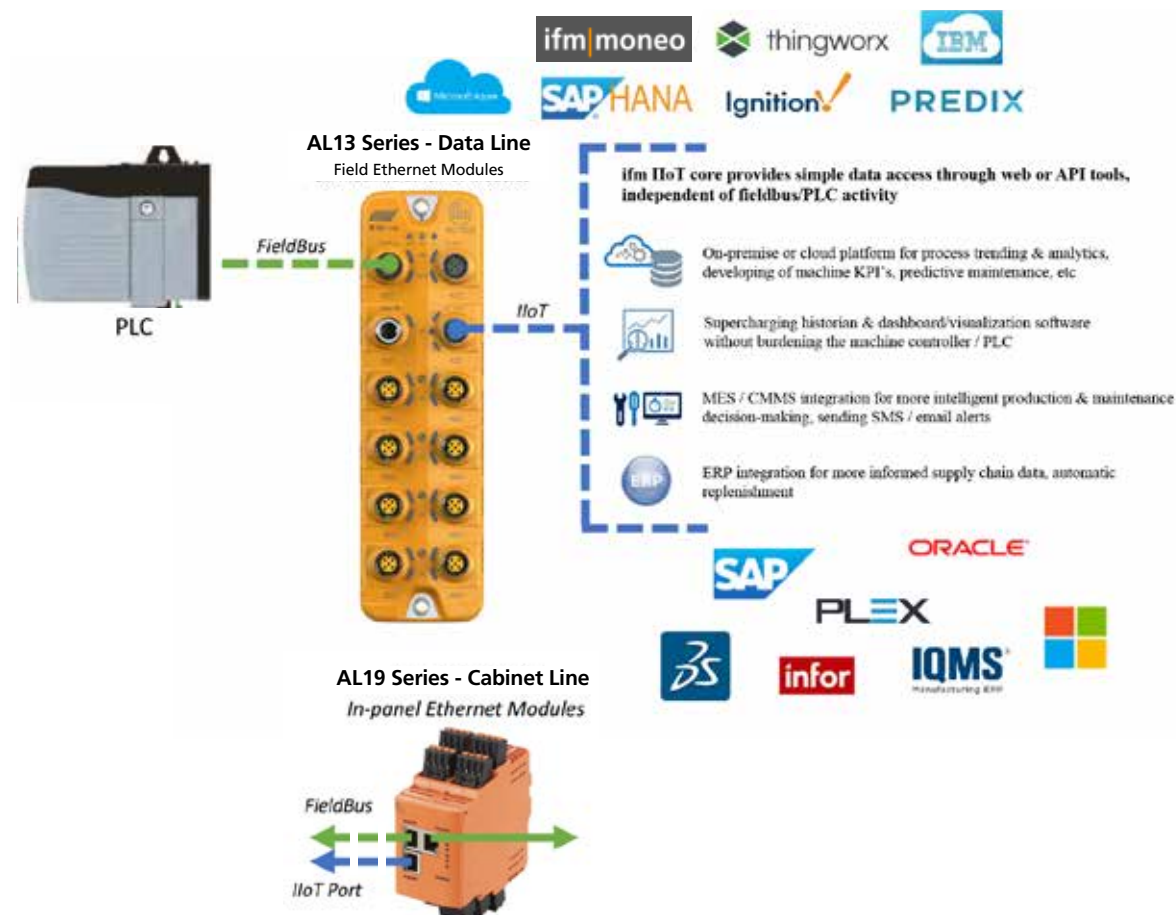 ifm moneo
thingworx
IBM
Microsoft Azure
SAP HANA
Ignition
PREDIX
AL13 Series - Data Line
Field Ethernet Modules
ifm IIoT core provides simple data access through web or API tools,
independent of fieldbus/PLC activity
FieldBus
PLC
IIoT
On-premise or cloud platform for process trending & analytics,
developing of machine KPI's, predictive maintenance, etc
Supercharging historian & dashboard/visualization software
without burdening the machine controller / PLC
MES / CMMS integration for more intelligent production & maintenance
decision-making, sending SMS / email alerts
ERP
ERP integration for more informed supply chain data, automatic
replenishment
ORACLE
SAP
PLEX
infor
IQMS
Manufacturing ERP
AL19 Series - Cabinet Line
In-panel Ethernet Modules
FieldBus
IIoT Port